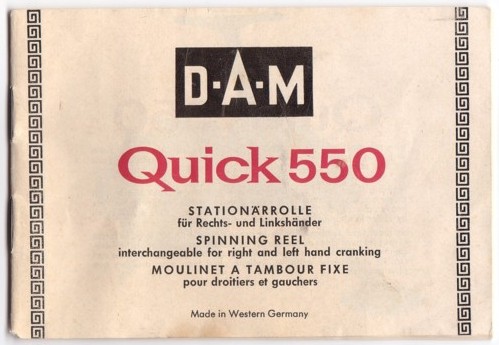 D-A-M
Quick 550
STATIONÄRROLLE
für Rechts- und Linkshänder
SPINNING REEL
interchangeable for right and left hand cranking
MOULINET A TAMBOUR FIXE
pour droitiers et gauchers
Made in Western Germany